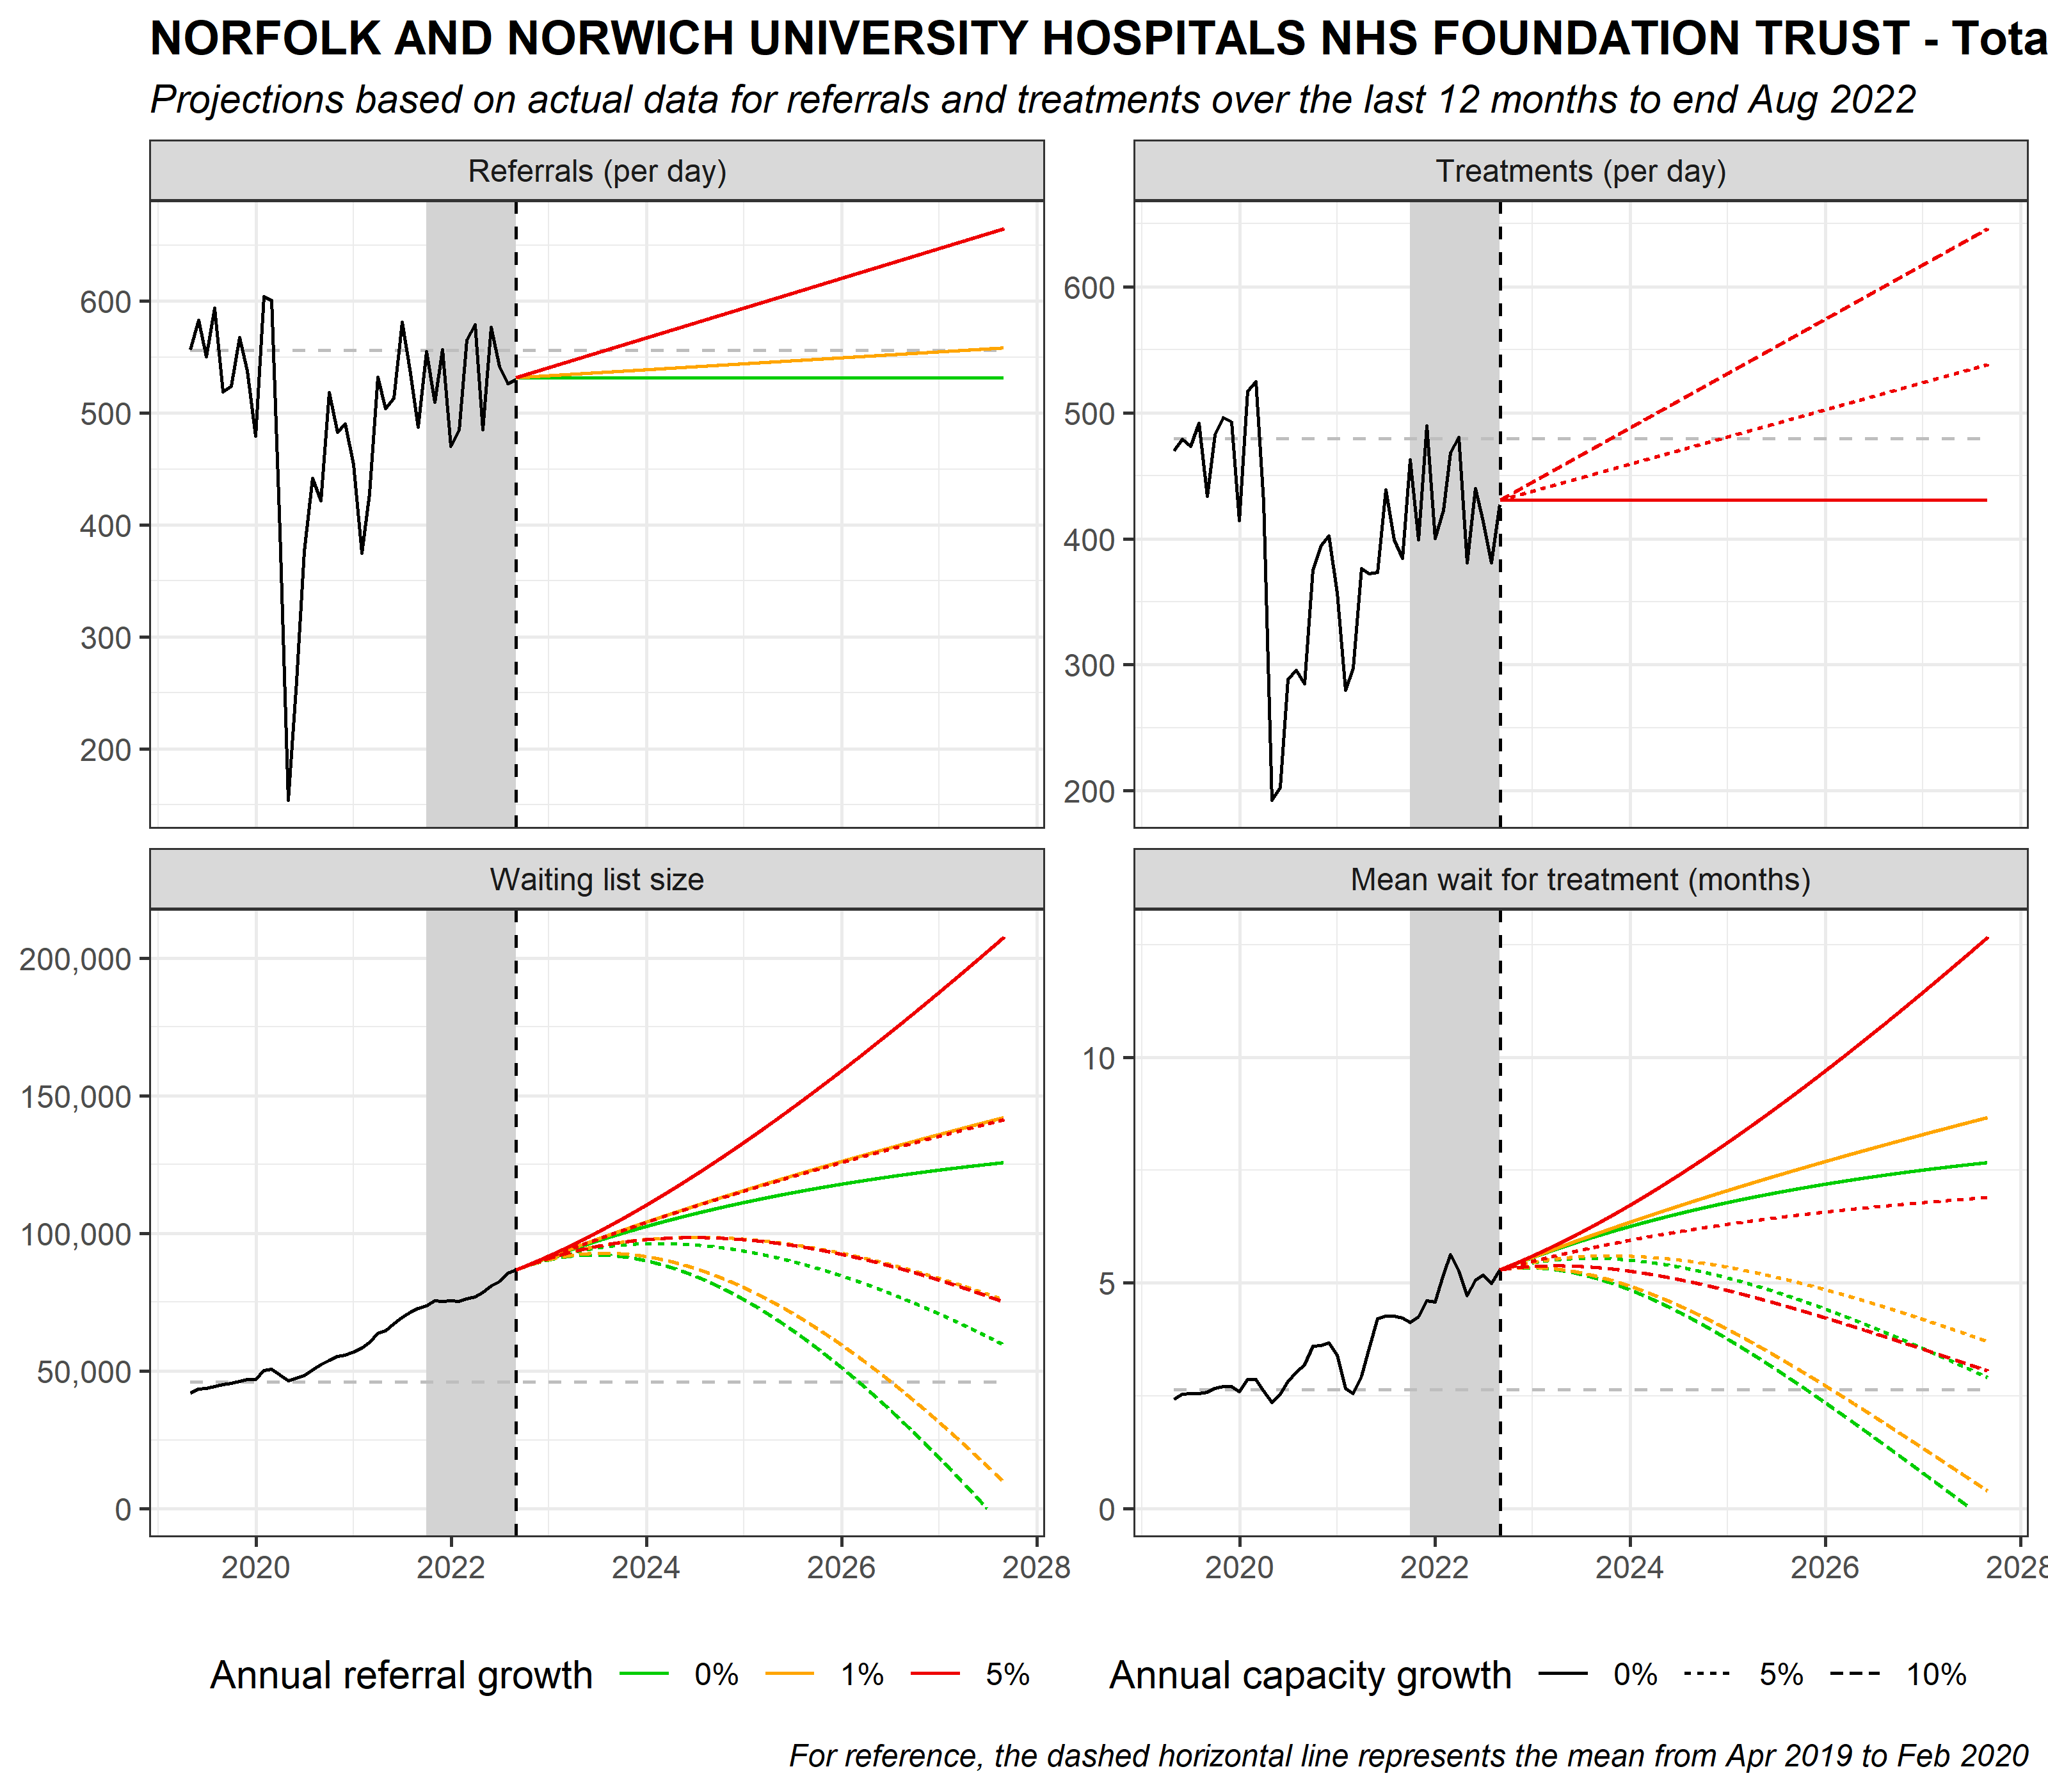 NORFOLK AND NORWICH UNIVERSITY HOSPITALS NHS FOUNDATION TRUST - Tota
Projections based on actual data for referrals and treatments over the last 12 months to end Aug 2022
Referrals (per day)
600
500
400
300
200
Treatments (per day)
600
500
400
300
200
Waiting list size
200,000
150,000
100,000
50,000
0
2020 2022 2024 2026 2028
Mean wait for treatment (months)
10
5
0
2020 2022 2024 2026 2028
Annual referral growth 0% 1% 5%
Annual capacity growth 0% 5% 10%
For reference, the dashed horizontal line represents the mean from Apr 2019 to Feb 2020